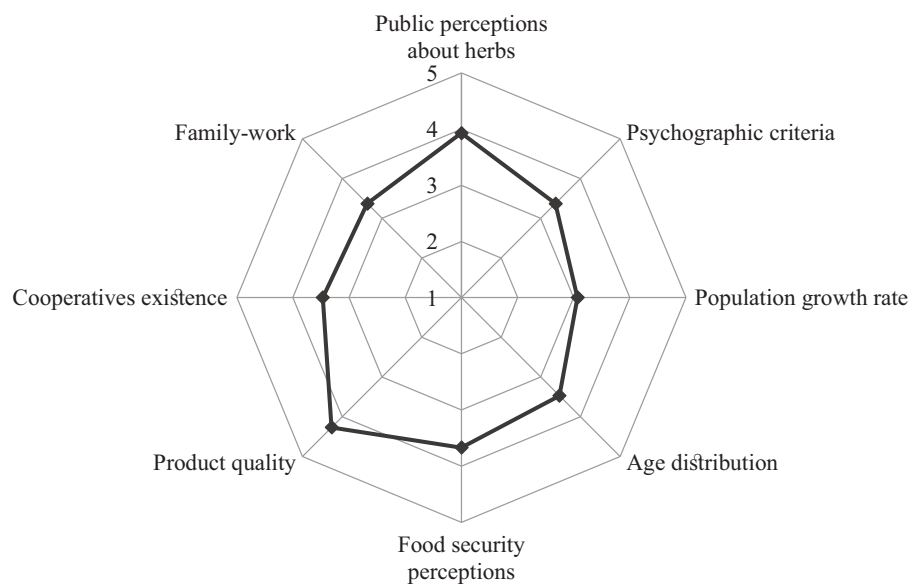 Public perceptions
about herbs
5
Family-work
4
Psychographic criteria
3
2
Cooperatives existence
1
Population growth rate
Product quality
Age distribution
Food security
perceptions